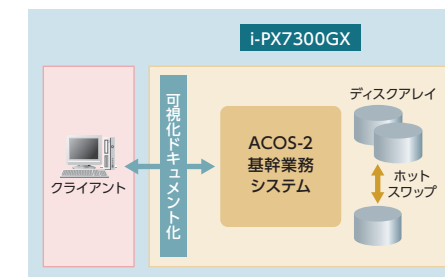 i-PX7300GX
クライアント
可視化ドキュメント化
ACOS-2
基幹業務
システム
ディスクアレイ
ホット
スワップ